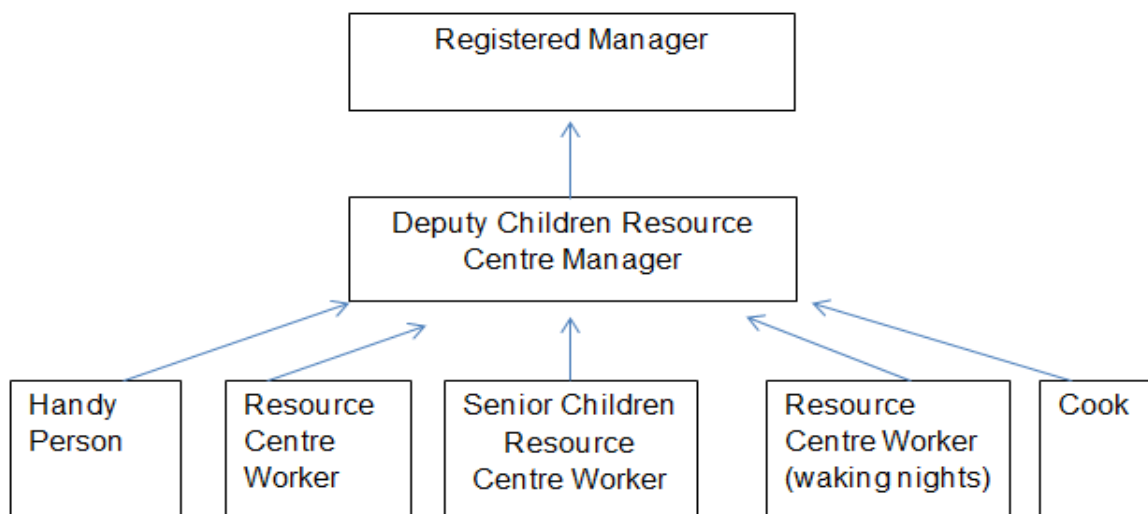 Registered Manager
Deputy Children Resource
Centre Manager
Handy
Person
Resource
Centre
Worker
Senior Children
Resource
Centre Worker
Resource
Centre Worker
(waking nights)
Cook